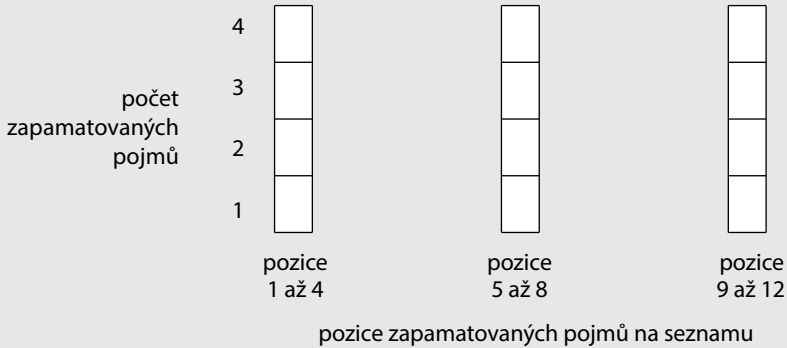 4
3
2
1
počet
zapamatovaných
pojmů
pozice
1 až 4
pozice
5 až 8
pozice
9 až 12
pozice zapamatovaných pojmů na seznamu